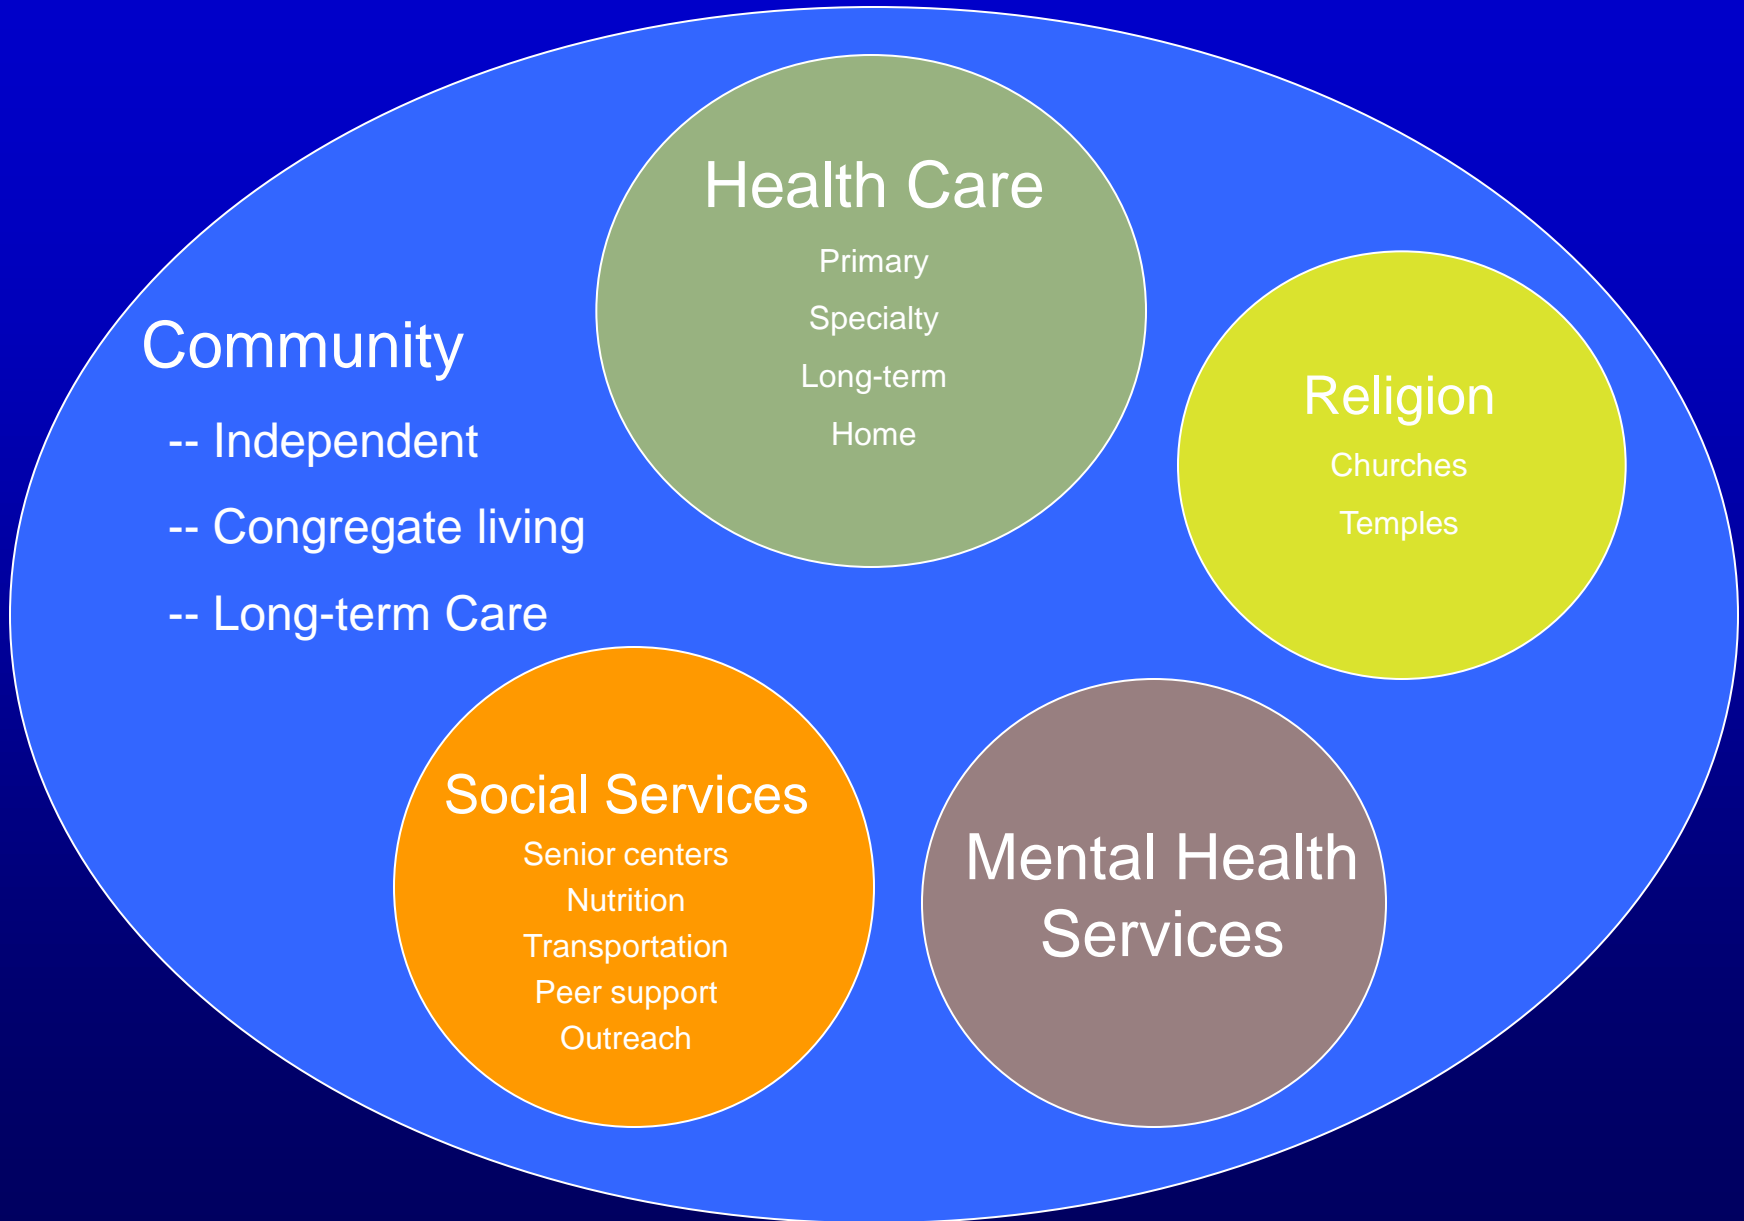 Health Care
Primary
Specialty
Long-term
Home
Community
-- Independent
-- Congregate living
-- Long-term Care
Religion
Churches
Temples
Social Services
Senior centers
Nutrition
Transportation
Peer support
Outreach
Mental Health
Services